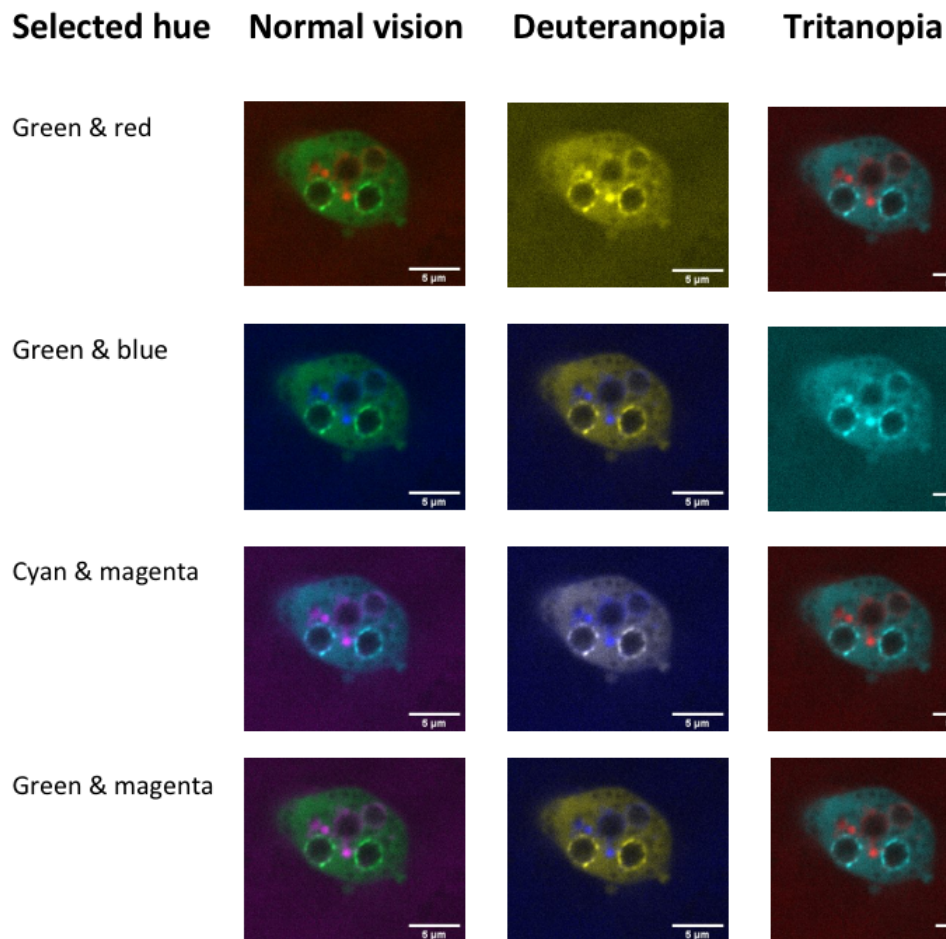 Selected hue Normal vision Deuteranopia Tritanopia
Green & red
5 µm 5 µm
Green & blue
5 µm 5 µm
Cyan & magenta
5 µm 5 µm
Green & magenta
5 µm 5 µm